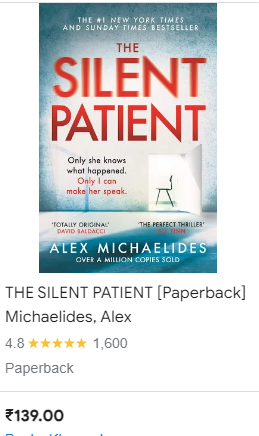 THE #1 NEW YORK TIMES
AND SUNDAY TIMES BESTSELLER
THE
SILENT
PATIENT
Only she knows
what happened.
Only I can
make her speak.
'TOTALLY ORIGINAL' 'THE PERFECT THRILLER'
DAVID BALDACCI
ALEX MICHAELIDES
OVER A MILLION COPIES SOLD
THE SILENT PATIENT [Paperback]
Michaelides, Alex
4.8 ★★★★★ 1,600
Paperback
₹139.00